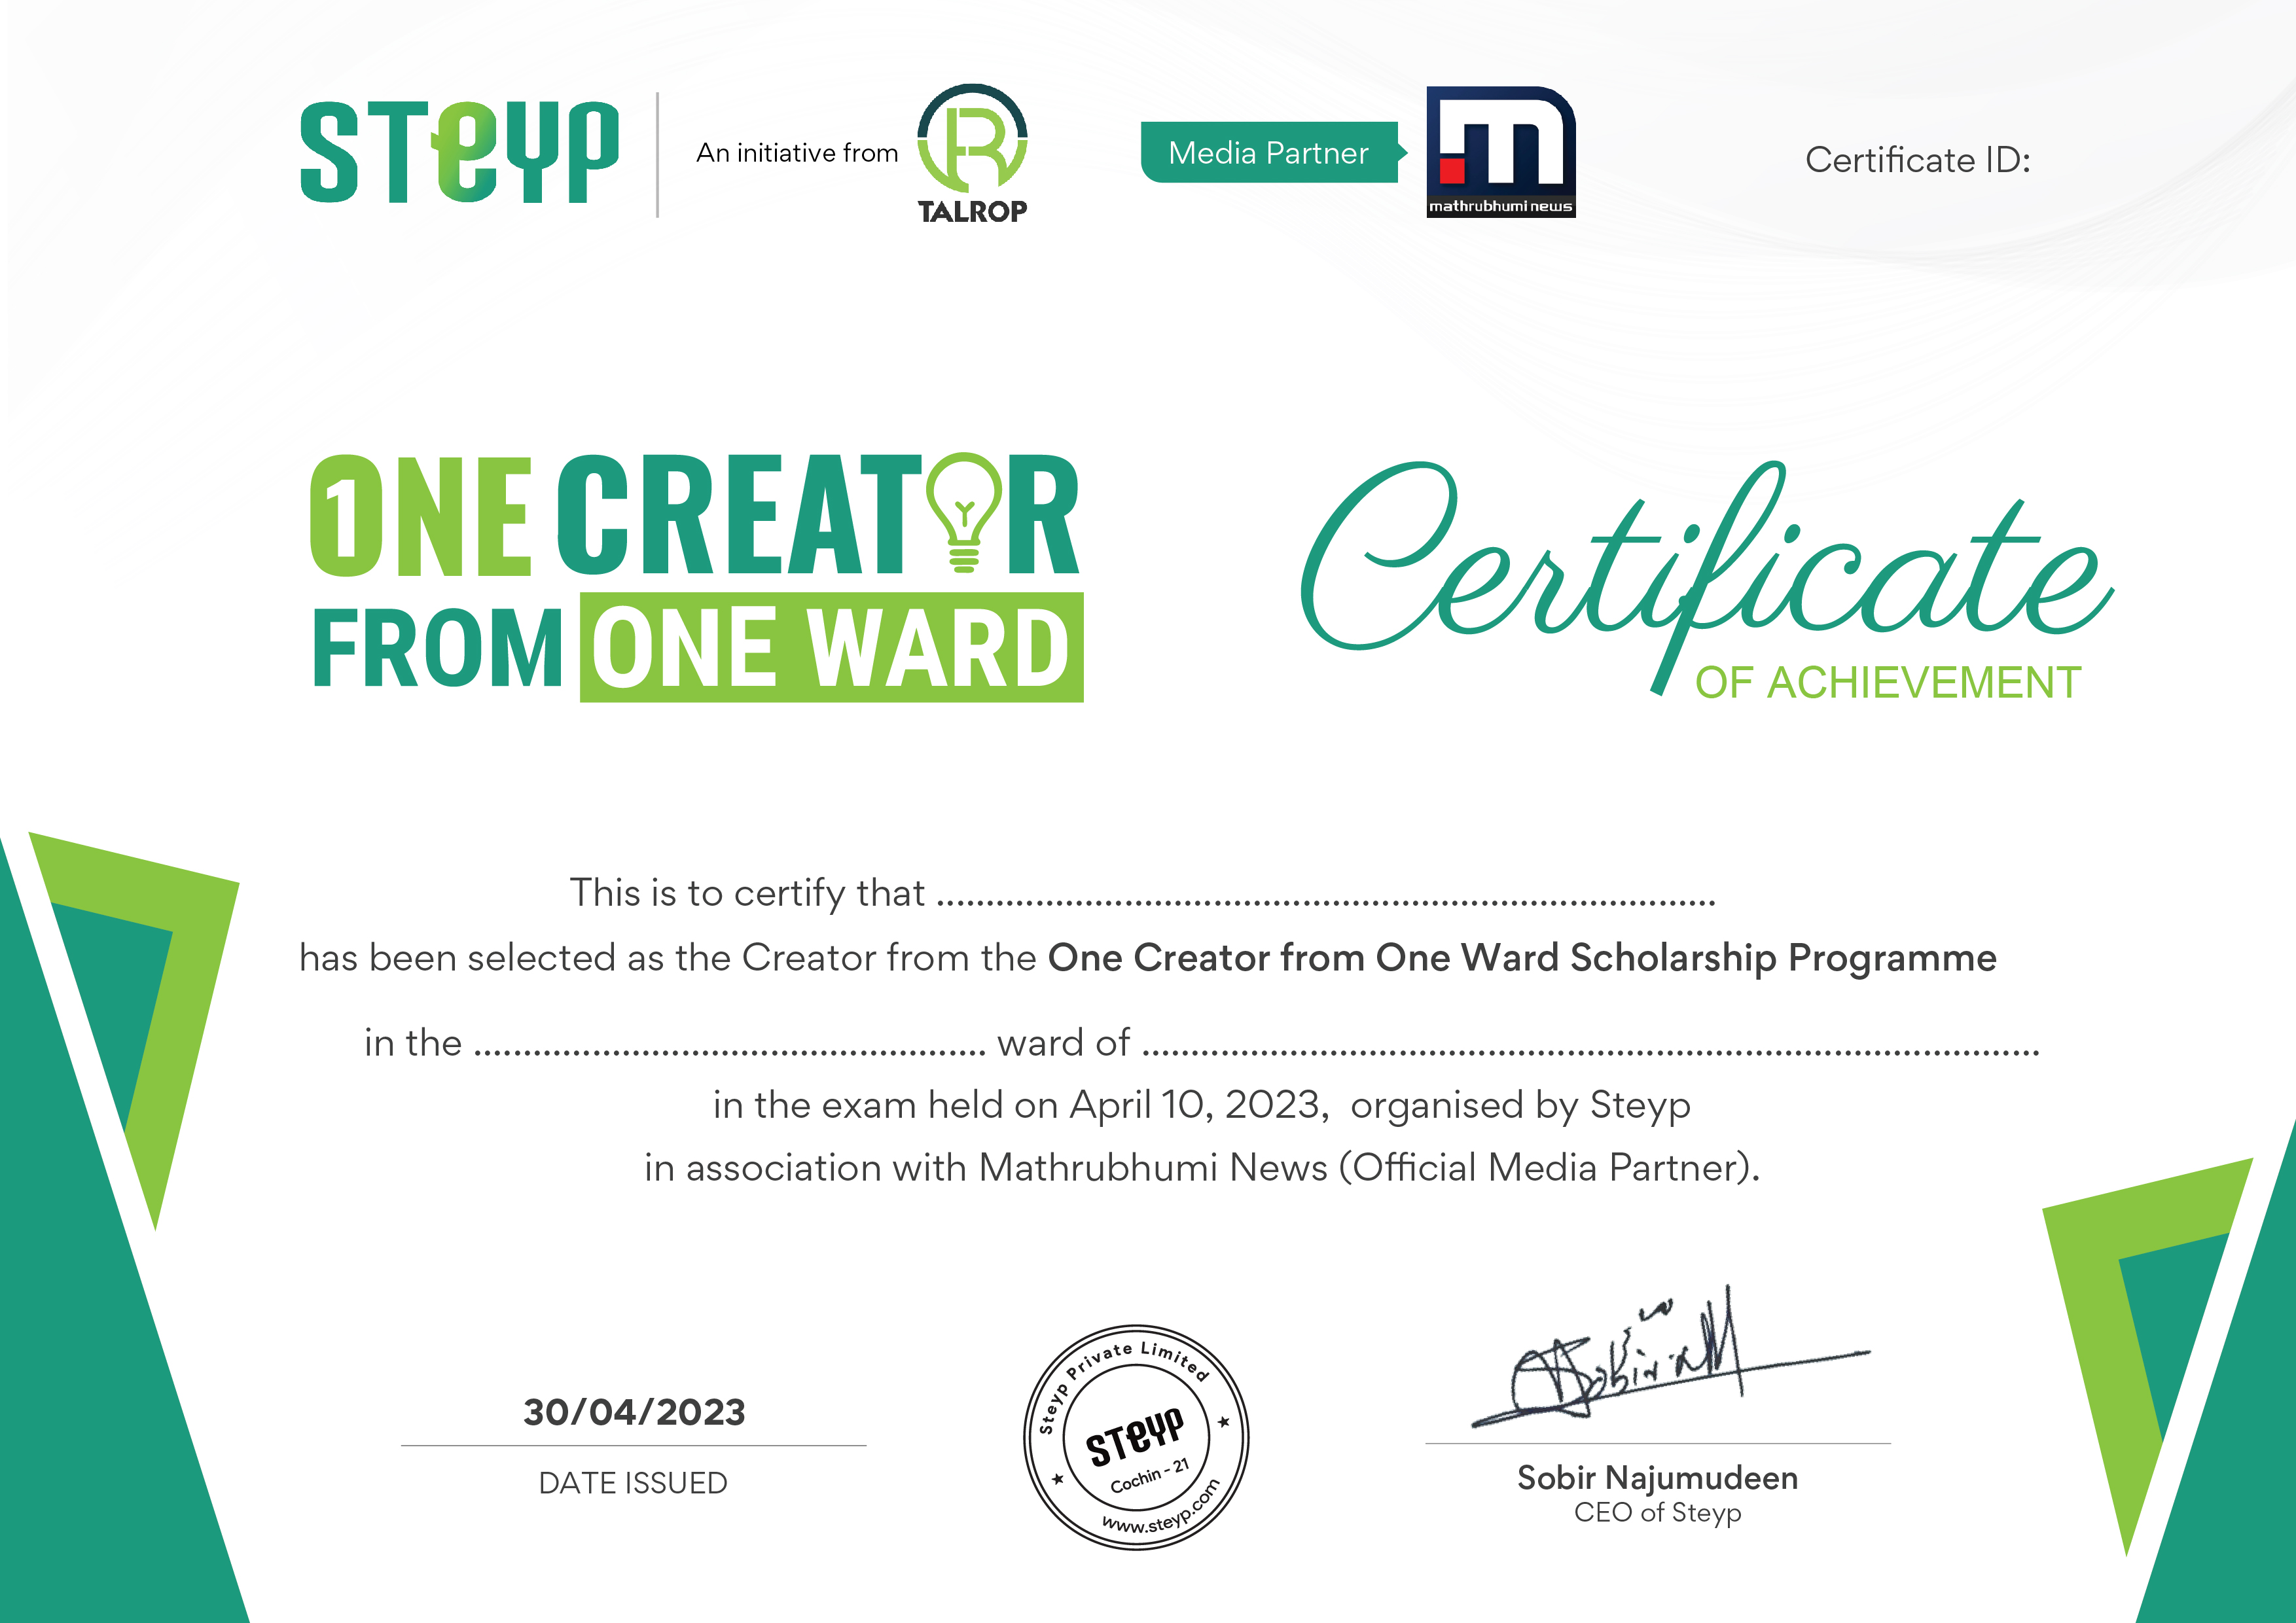 STeyp
An initiative from
TALROP
Media Partner
mathrubhumi news
Certificate ID:
ONE CREATOR
FROM ONE WARD
Certificate
OF ACHIEVEMENT
This is to certify that ................................................................................
has been selected as the Creator from the One Creator from One Ward Scholarship Programme
in the .................................................... ward of ............................................................................................
in the exam held on April 10, 2023,  organised by Steyp
in association with Mathrubhumi News (Official Media Partner).
30/04/2023
DATE ISSUED
Steyp Private Limited
STeyp
Cochin - 21
www.steyp.com
Sobir Najumudeen
CEO of Steyp